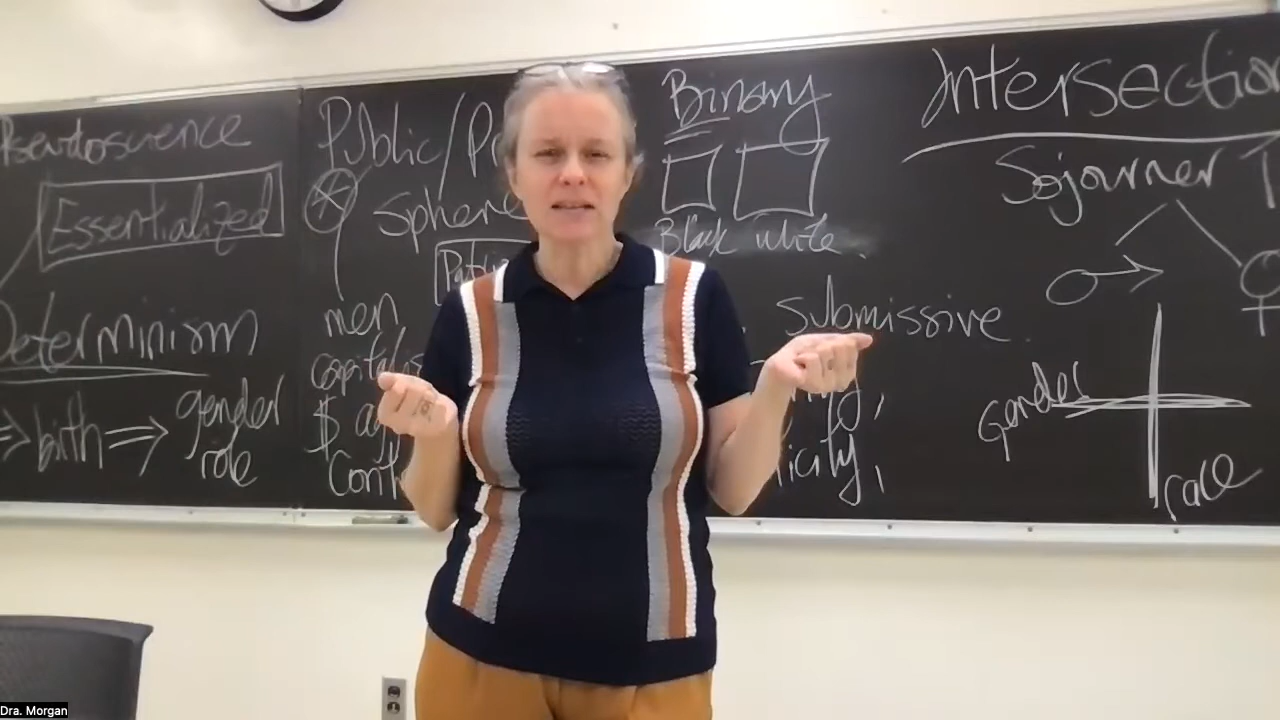 Pseudoscience
Essentialized
Determinism
=> birth => gender
role
Public/
Sphere
men
$
Binary
Black white
submissive
Intersection
Sojourner T
Gender
race
Dra. Morgan